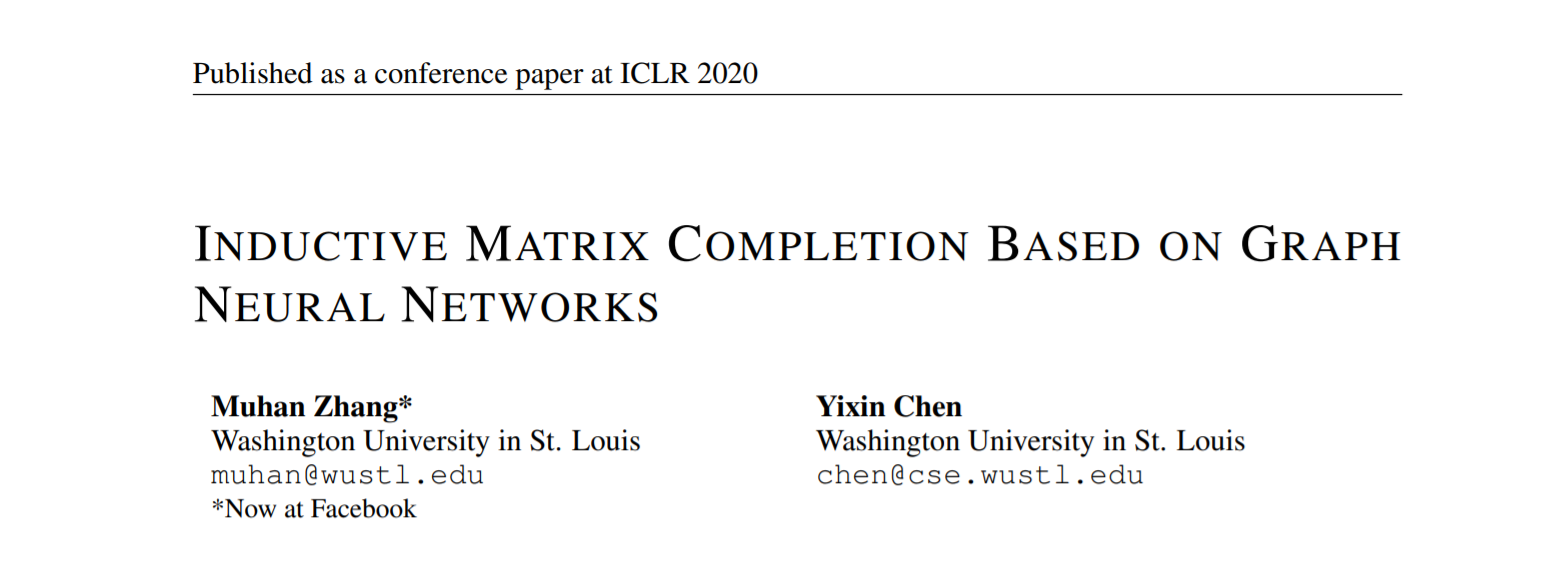 Published as a conference paper at ICLR 2020
INDUCTIVE MATRIX COMPLETION BASED ON GRAPH
NEURAL NETWORKS
Muhan Zhang*
Washington University in St. Louis
muhan@wustl.edu
*Now at Facebook
Yixin Chen
Washington University in St. Louis
chen@cse.wustl.edu